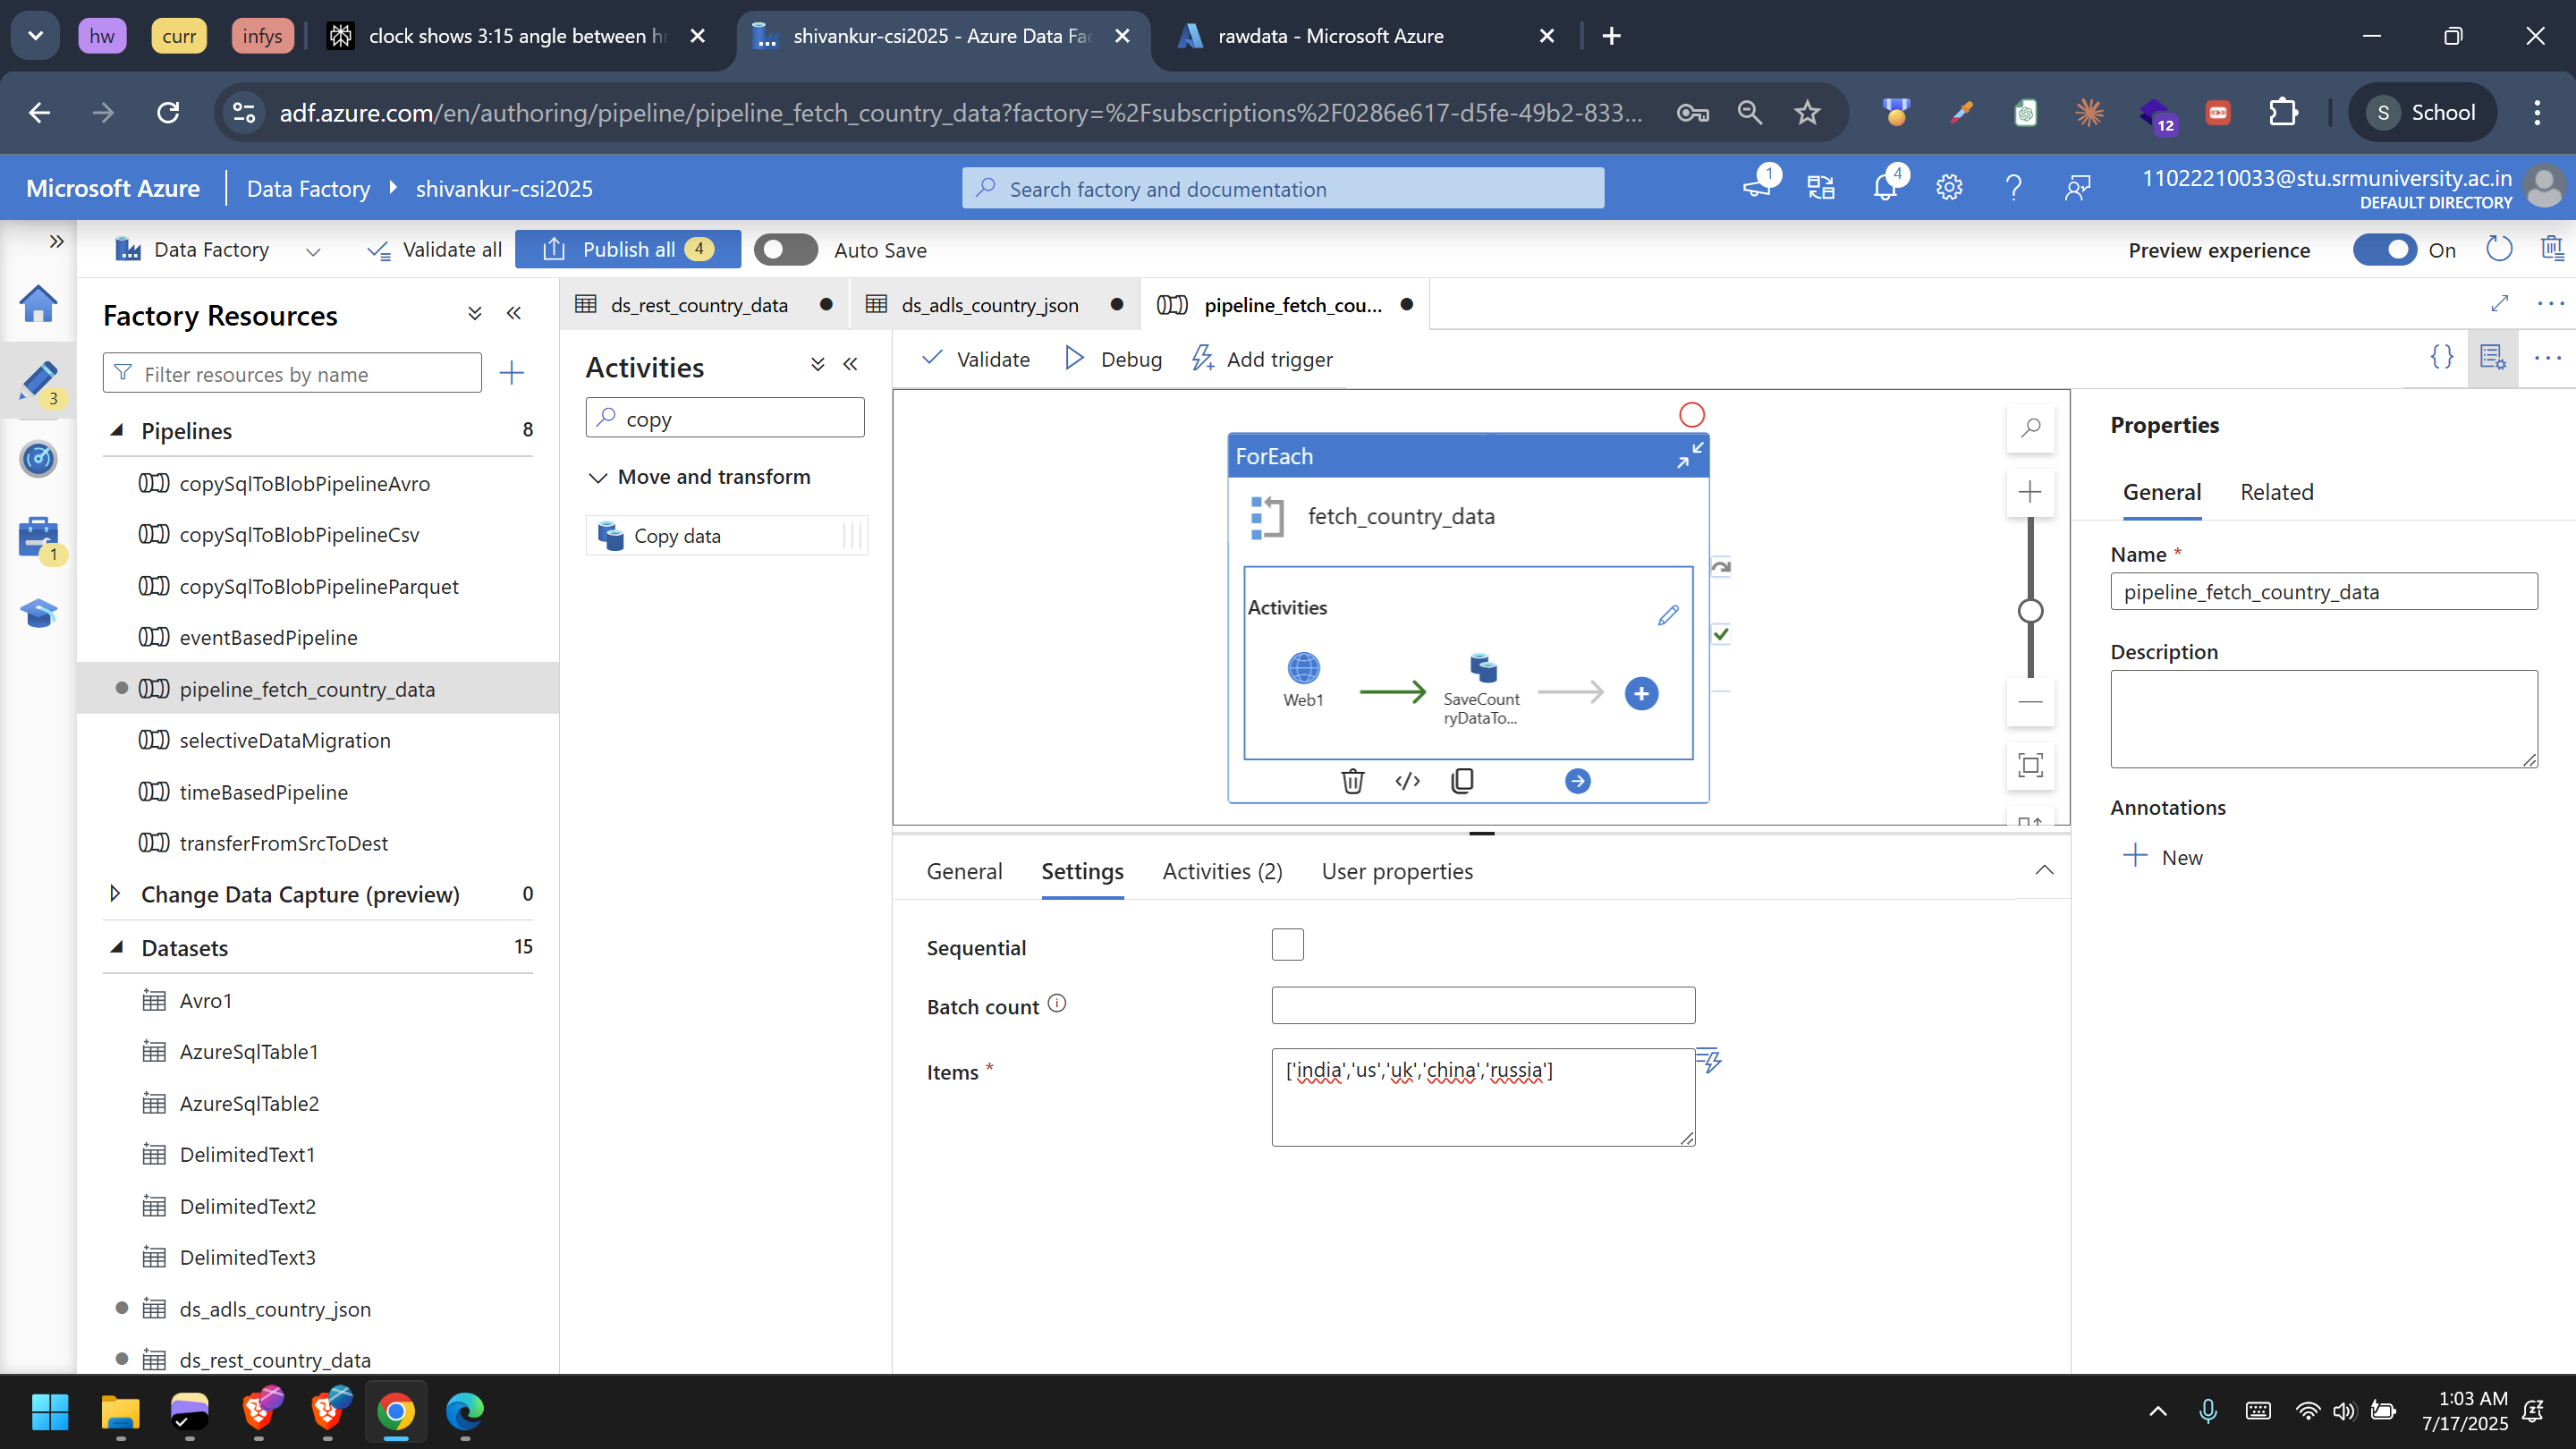 hw
curr
infys
clock shows 3:15 angle between hr
shivankur-csi2025 - Azure Data Fac
rawdata - Microsoft Azure
adf.azure.com/en/authoring/pipeline/pipeline_fetch_country_data?factory=%2Fsubscriptions%2F0286e617-d5fe-49b2-833...
12
S
School
Microsoft Azure
Data Factory
shivankur-csi2025
Search factory and documentation
1
4
11022210033@stu.srmuniversity.ac.in
DEFAULT DIRECTORY
Data Factory
Validate all
Publish all
4
Auto Save
Preview experience
On
3
1
Factory Resources
Filter resources by name
Pipelines
8
copySqlToBlobPipelineAvro
copySqlToBlobPipelineCsv
copySqlToBlobPipelineParquet
eventBasedPipeline
pipeline_fetch_country_data
selectiveDataMigration
timeBasedPipeline
transferFromSrcToDest
Change Data Capture (preview)
0
Datasets
15
Avro1
AzureSqlTable1
AzureSqlTable2
DelimitedText1
DelimitedText2
DelimitedText3
ds_adls_country_json
ds_rest_country_data
ds_rest_country_data
ds_adls_country_json
pipeline_fetch_cou...
Activities
copy
Move and transform
Copy data
Validate
Debug
Add trigger
{}
ForEach
fetch_country_data
Activities
Web1
SaveCount
ryDataTo...
General
Settings
Activities (2)
User properties
Sequential
Batch count
Items *
['india','us','uk','china','russia']
Properties
General
Related
Name *
pipeline_fetch_country_data
Description
Annotations
New
1:03 AM
7/17/2025